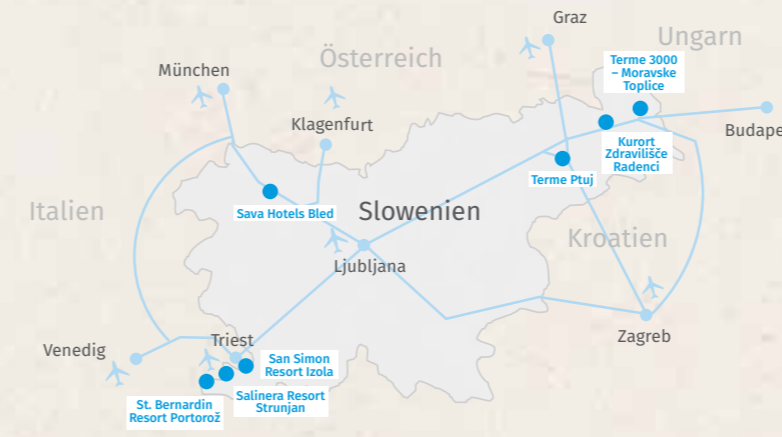 Graz
Ungarn
Österreich
Terme 3000
– Moravske
Toplice
München
Klagenfurt
Budape
Kurort
Zdravilišče
Radenci
Terme Ptuj
Italien
Sava Hotels Bled
Slowenien
Kroatien
Ljubljana
Triest
Zagreb
Venedig
San Simon
Resort Izola
Salinera Resort
Strunjan
St. Bernardin
Resort Portorož